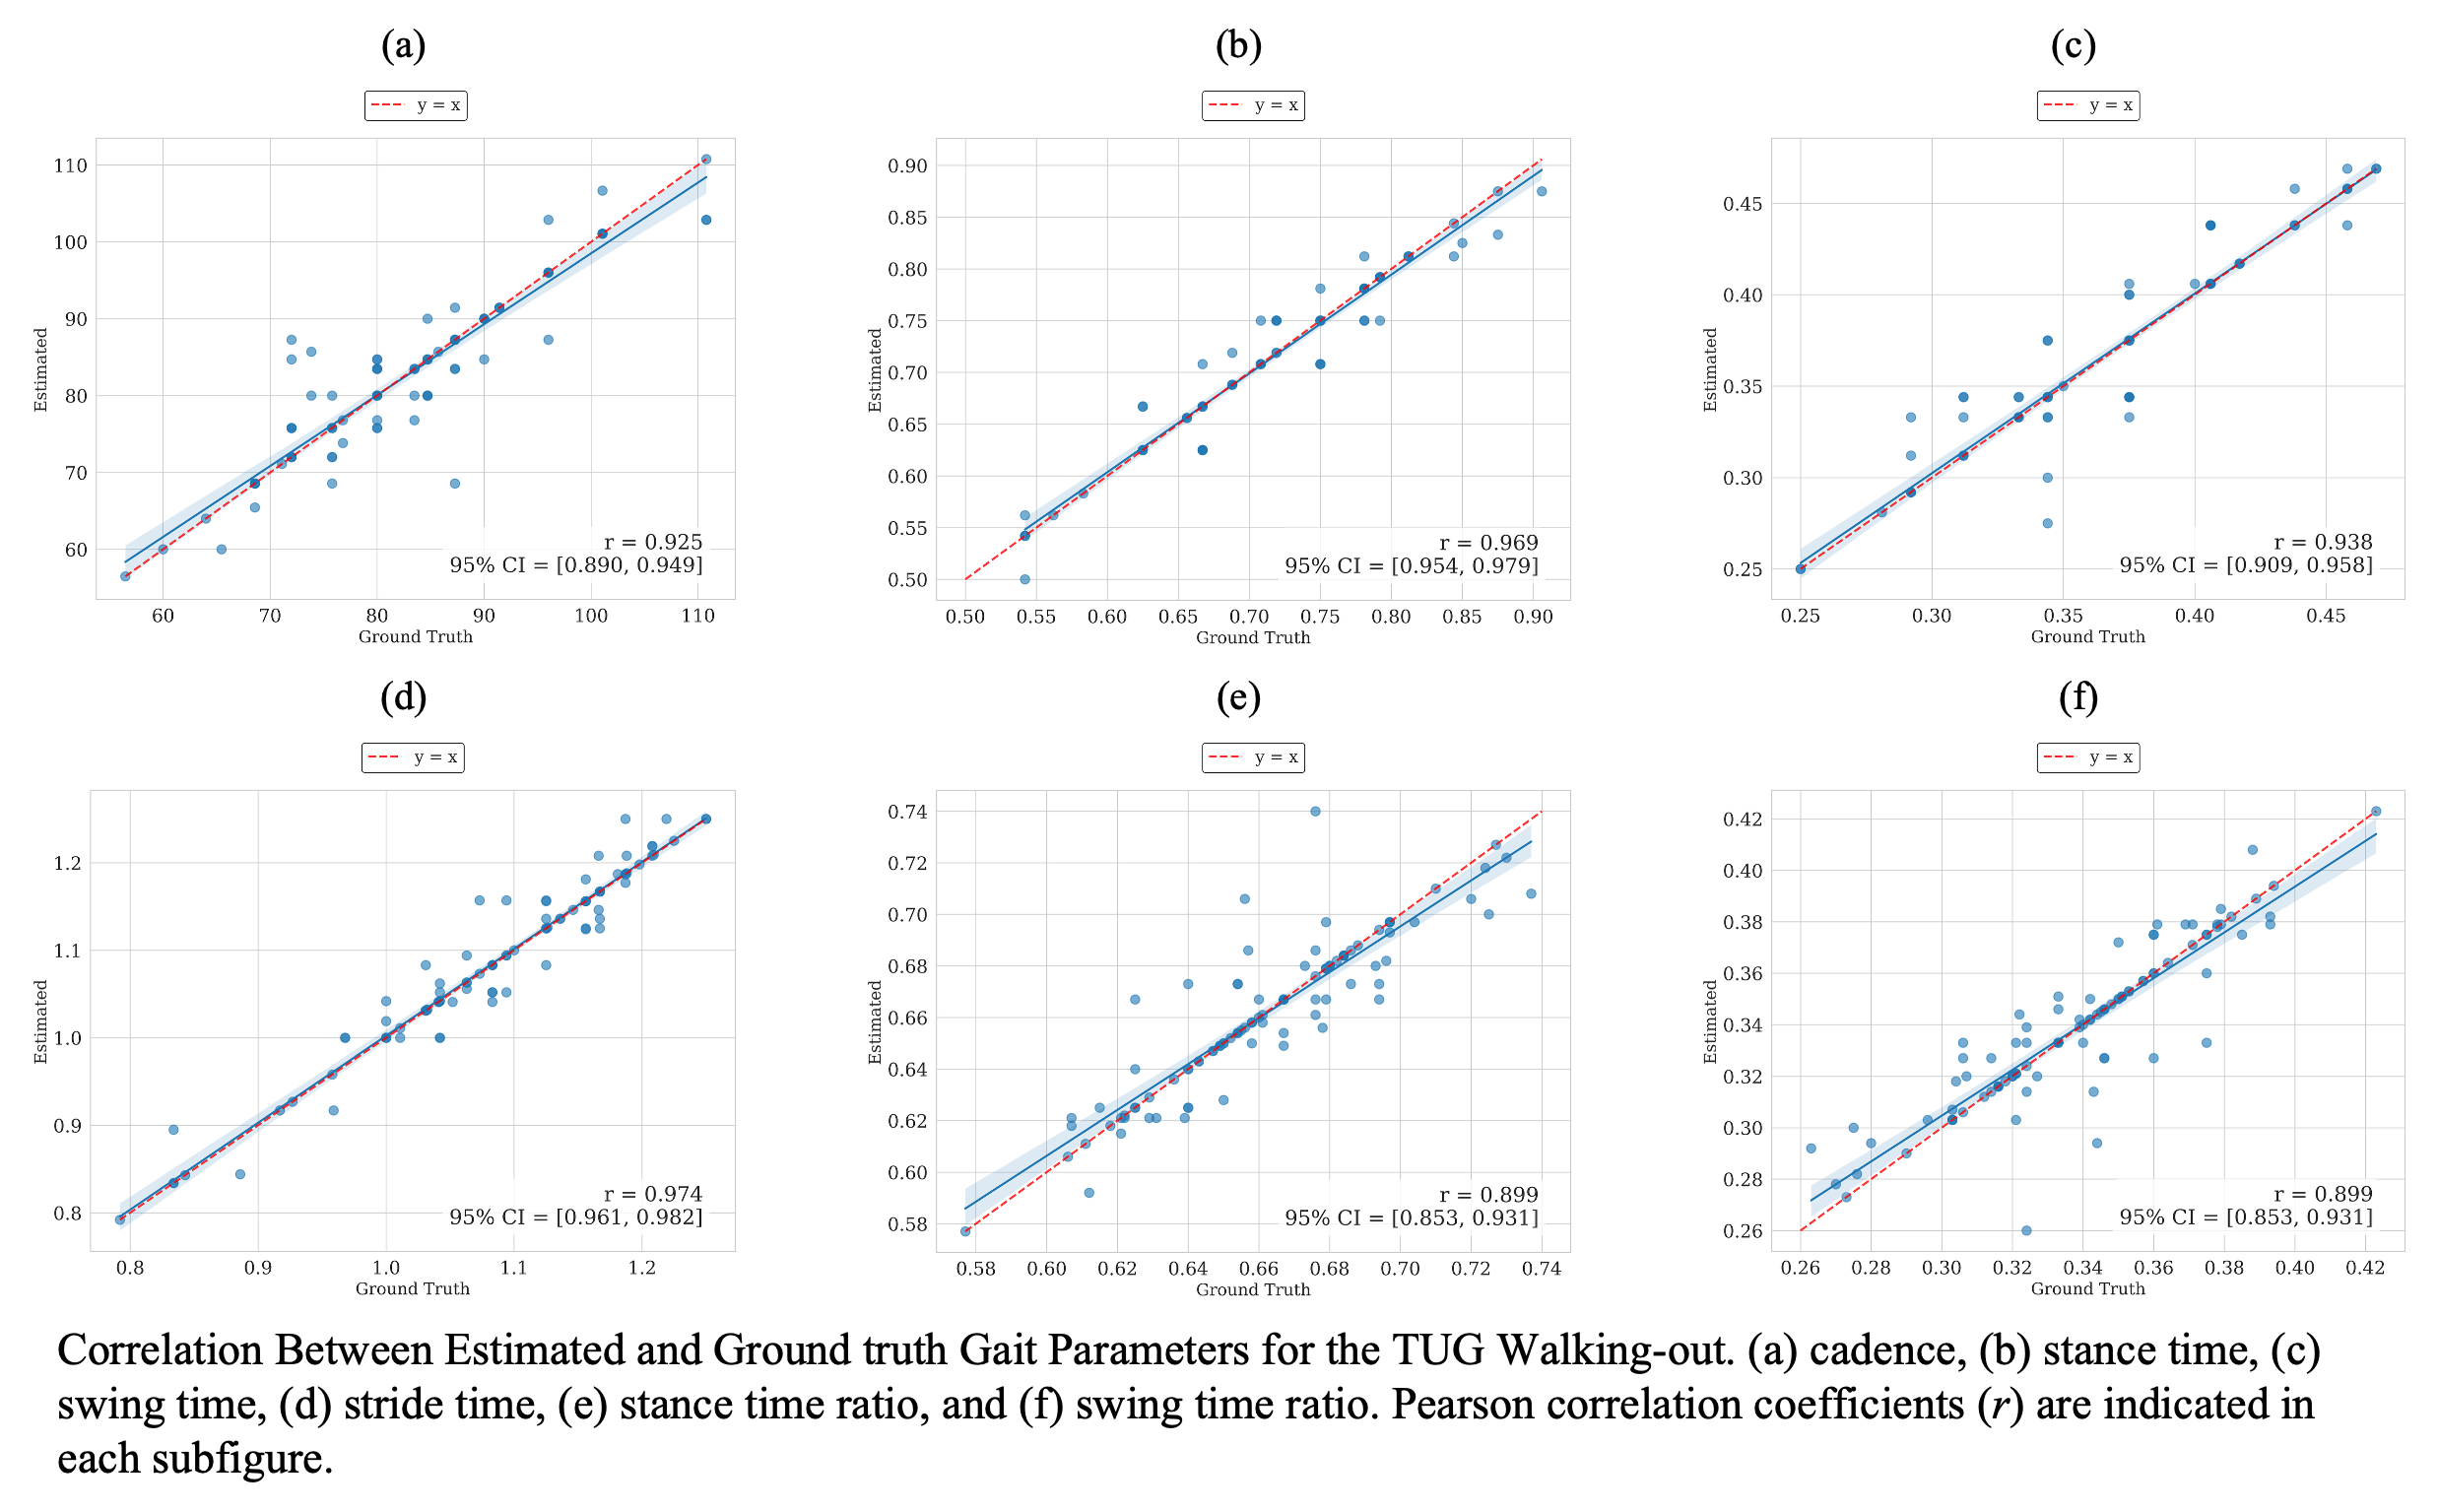 (a)
(b)
(c)
y = x
y = x
y = x
110
100
90
80
70
60
Estimated
60 70 80 90 100 110
Ground Truth
r = 0.925
95% CI = [0.890, 0.949]
0.90
0.85
0.80
0.75
0.70
0.65
0.60
0.55
0.50
Estimated
0.50 0.55 0.60 0.65 0.70 0.75 0.80 0.85 0.90
Ground Truth
r = 0.969
95% CI = [0.954, 0.979]
0.45
0.40
0.35
0.30
0.25
Estimated
0.25 0.30 0.35 0.40 0.45
Ground Truth
r = 0.938
95% CI = [0.909, 0.958]
(d)
(e)
(f)
y = x
y = x
y = x
1.2
1.1
1.0
0.9
0.8
Estimated
0.8 0.9 1.0 1.1 1.2
Ground Truth
r = 0.974
95% CI = [0.961, 0.982]
0.74
0.72
0.70
0.68
0.66
0.64
0.62
0.60
0.58
Estimated
0.58 0.60 0.62 0.64 0.66 0.68 0.70 0.72 0.74
Ground Truth
r = 0.899
95% CI = [0.853, 0.931]
0.42
0.40
0.38
0.36
0.34
0.32
0.30
0.28
0.26
Estimated
0.26 0.28 0.30 0.32 0.34 0.36 0.38 0.40 0.42
Ground Truth
r = 0.899
95% CI = [0.853, 0.931]
Correlation Between Estimated and Ground truth Gait Parameters for the TUG Walking-out. (a) cadence, (b) stance time, (c)
swing time, (d) stride time, (e) stance time ratio, and (f) swing time ratio. Pearson correlation coefficients (r) are indicated in
each subfigure.